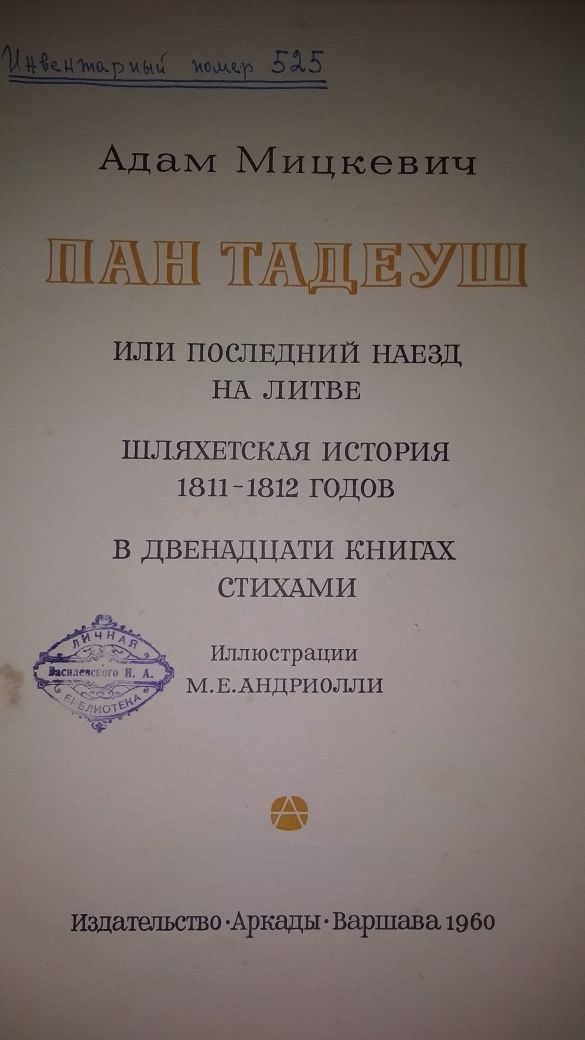 Инвентарный номер 525
Адам Мицкевич
ПАН ТАДЕУШ
ИЛИ ПОСЛЕДНИЙ НАЕЗД
НА ЛИТВЕ
ШЛЯХЕТСКАЯ ИСТОРИЯ
1811-1812 ГОДОВ
В ДВЕНАДЦАТИ КНИГАХ
СТИХАМИ
ЛИЧНАЯ
Василевского И. А.
БИБЛИОТЕКА
Иллюстрации
М.Е.АНДРИОЛЛИ
А
Издательство·Аркады·Варшава 1960